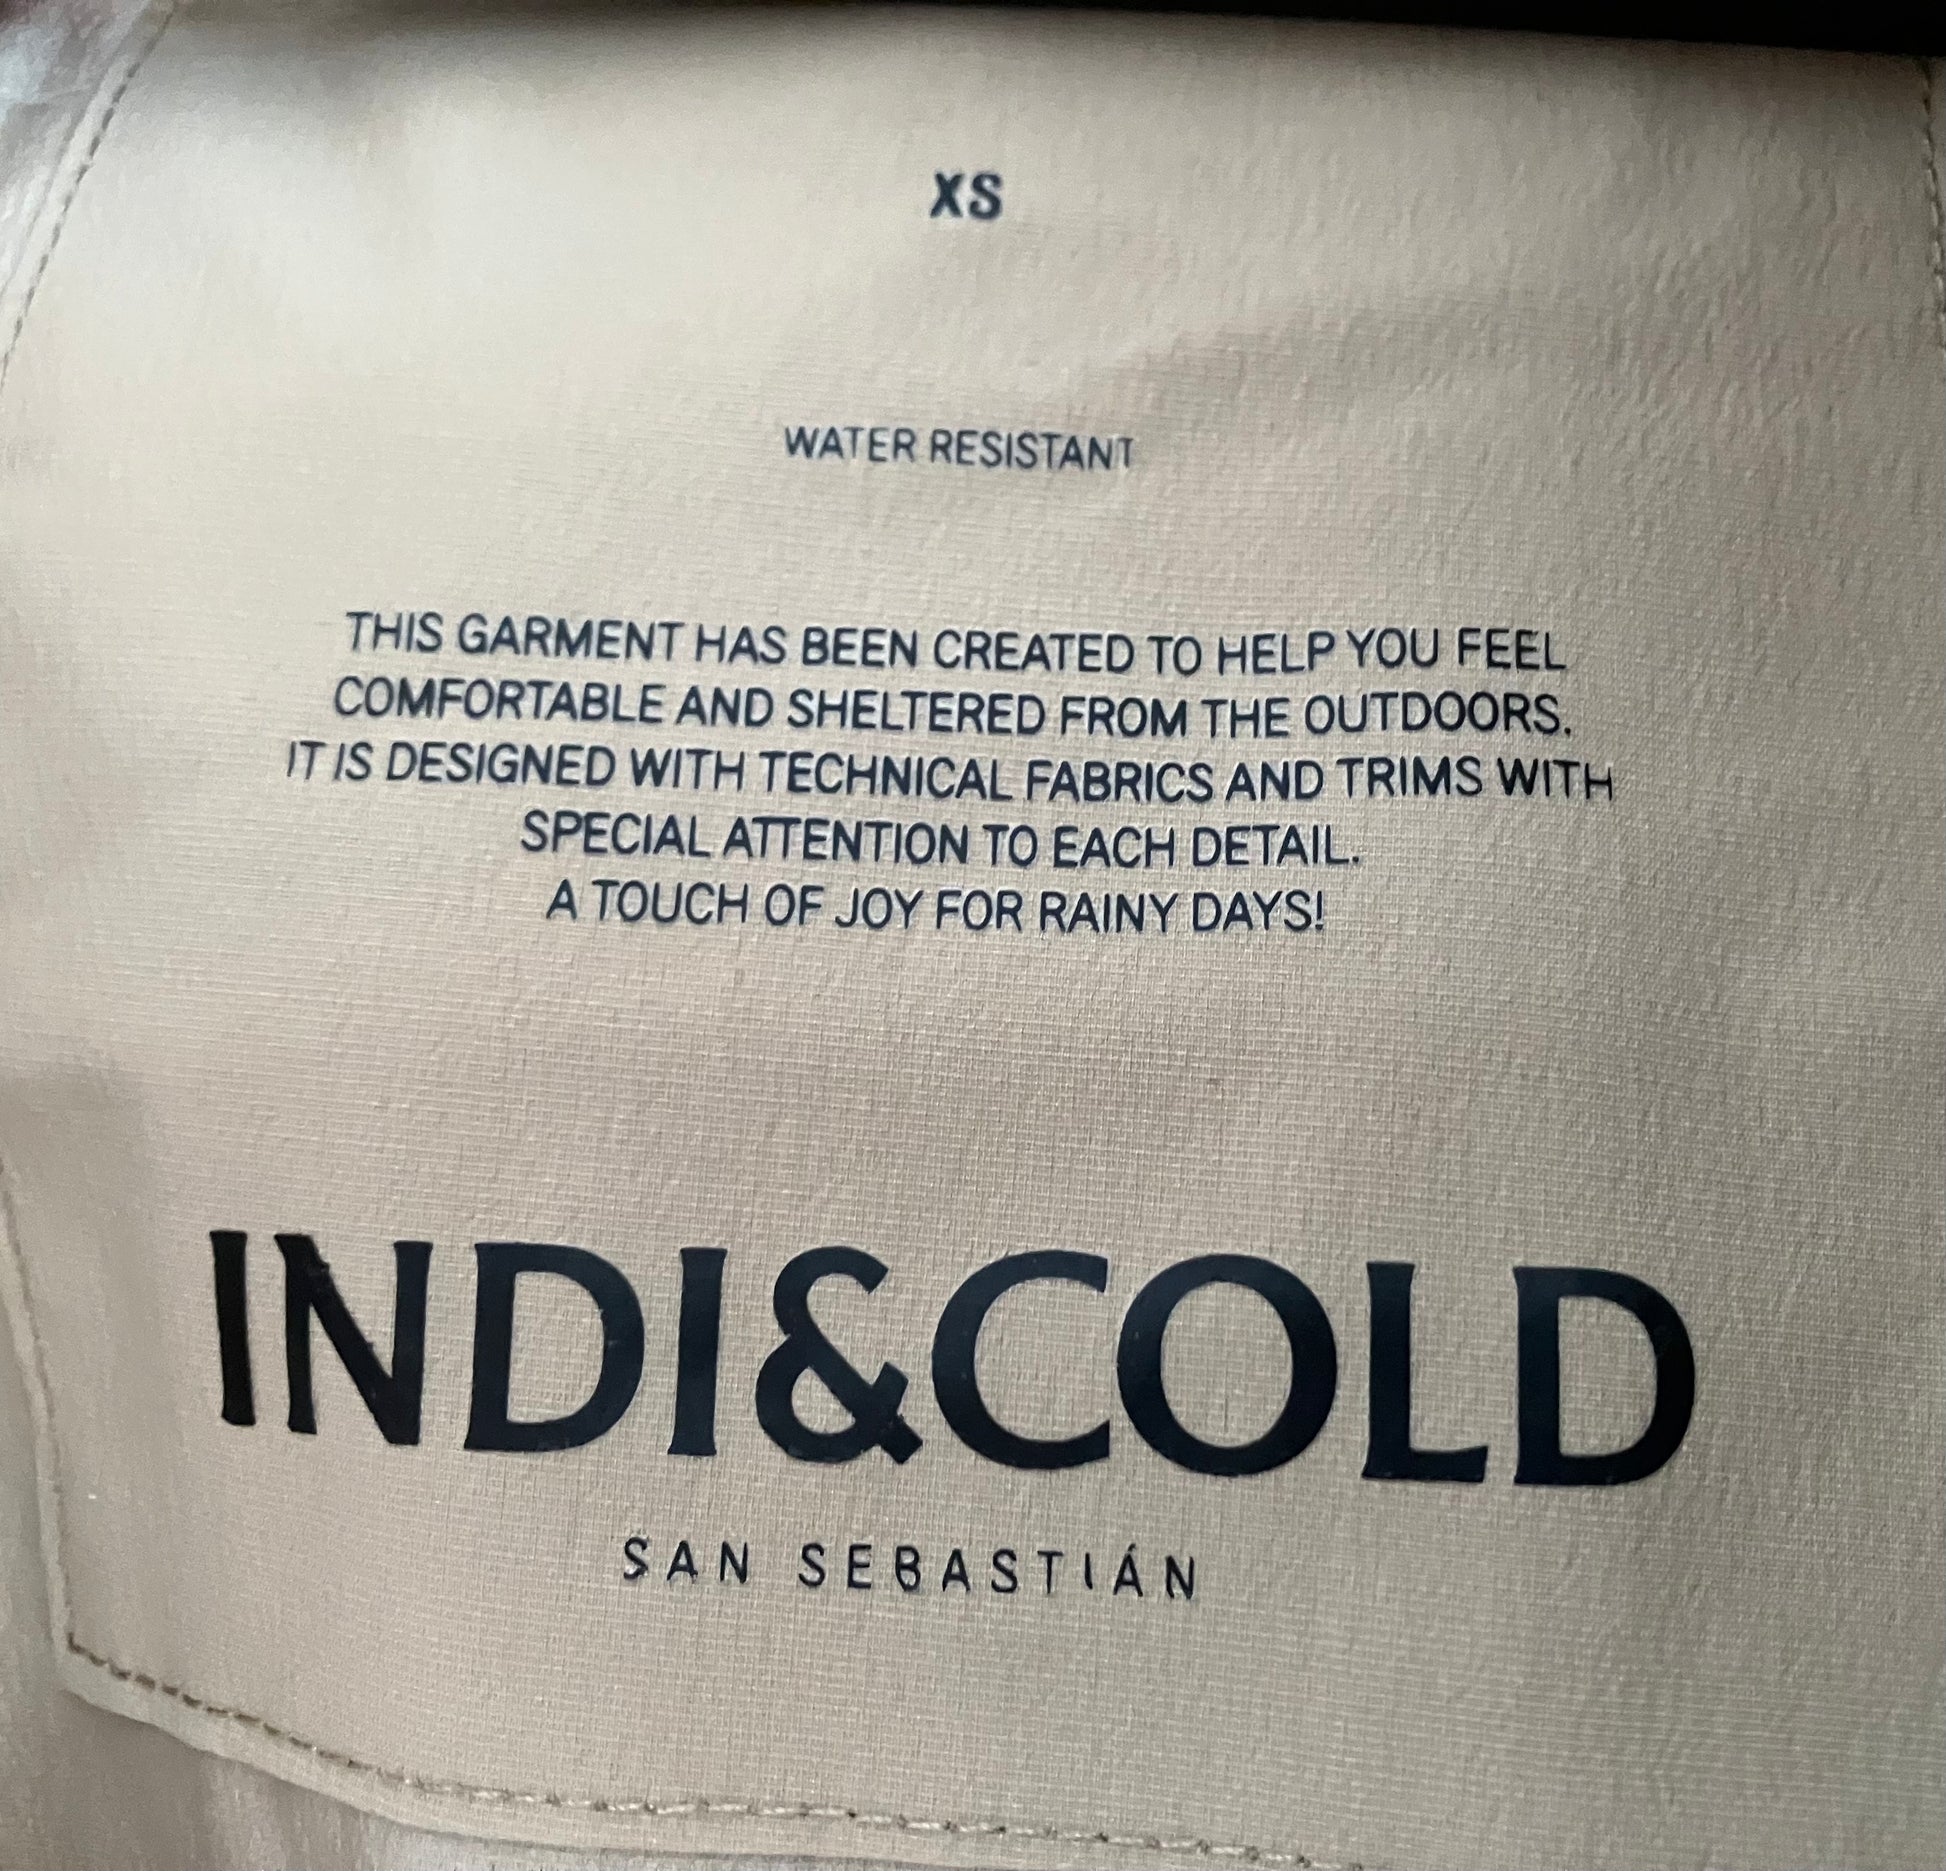 XS
WATER RESISTANT
THIS GARMENT HAS BEEN CREATED TO HELP YOU FEEL
COMFORTABLE AND SHELTERED FROM THE OUTDOORS.
IT IS DESIGNED WITH TECHNICAL FABRICS AND TRIMS WITH
SPECIAL ATTENTION TO EACH DETAIL.
A TOUCH OF JOY FOR RAINY DAYS!
INDI&COLD
SAN SEBASTIÁN